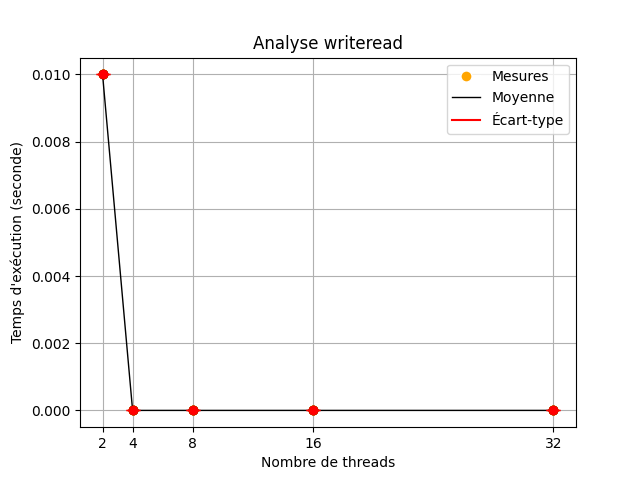 Analyse writeread
Mesures
Moyenne
Écart-type
0.010
0.008
0.006
0.004
0.002
0.000
Temps d'exécution (seconde)
2 4 8 16 32
Nombre de threads